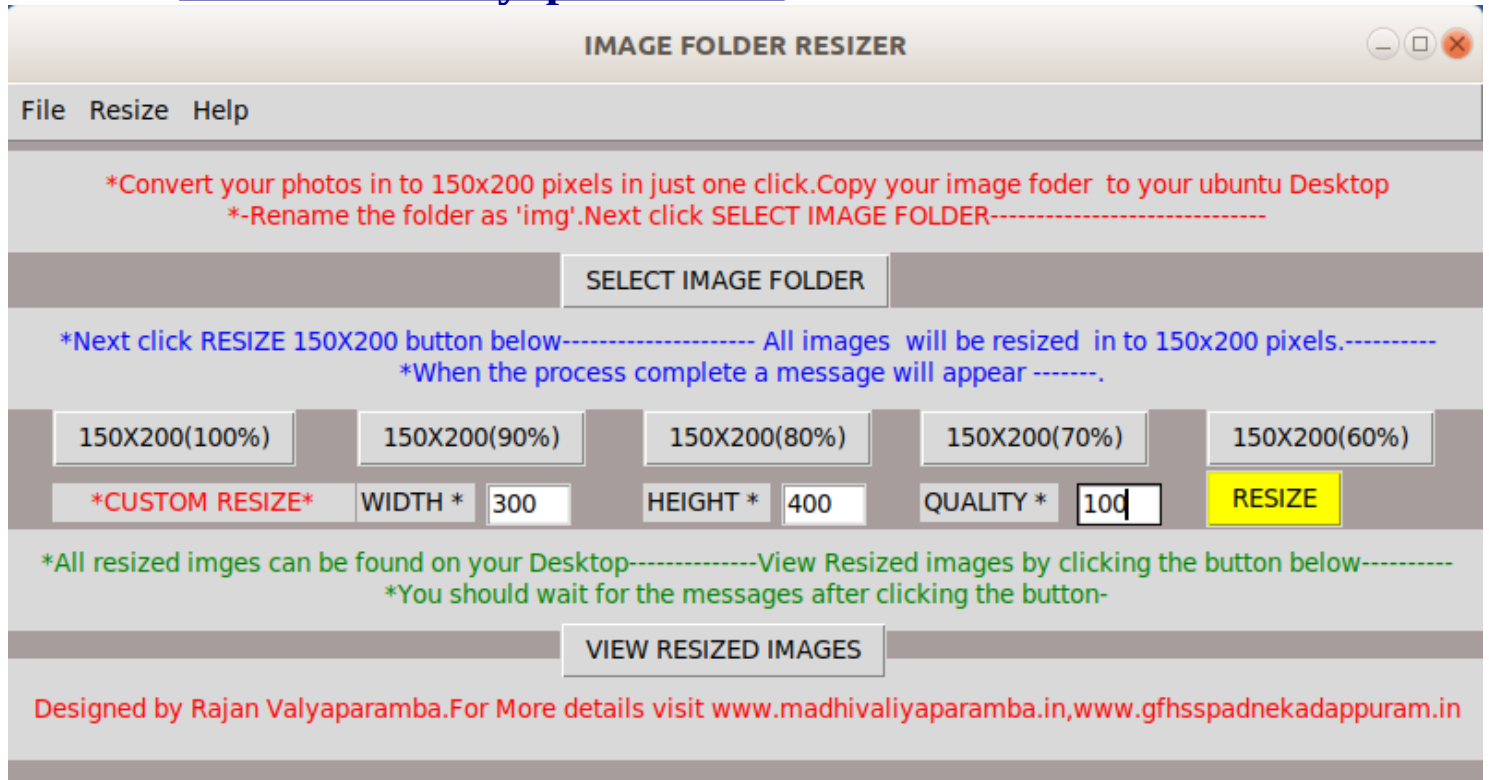 IMAGE FOLDER RESIZER
File Resize Help
*Convert your photos in to 150x200 pixels in just one click.Copy your image foder  to your ubuntu Desktop
*-Rename the folder as 'img'.Next click SELECT IMAGE FOLDER------------------------------
SELECT IMAGE FOLDER
*Next click RESIZE 150X200 button below--------------------- All images  will be resized  in to 150x200 pixels.----------
*When the process complete a message will appear -------.
150X200(100%) 150X200(90%) 150X200(80%) 150X200(70%) 150X200(60%)
*CUSTOM RESIZE* WIDTH * 300 HEIGHT * 400 QUALITY * 100 RESIZE
*All resized imges can be found on your Desktop--------------View Resized images by clicking the button below----------
*You should wait for the messages after clicking the button-
VIEW RESIZED IMAGES
Designed by Rajan Valyaparamba.For More details visit www.madhivaliyaparamba.in,www.gfhsspadnekadappuram.in